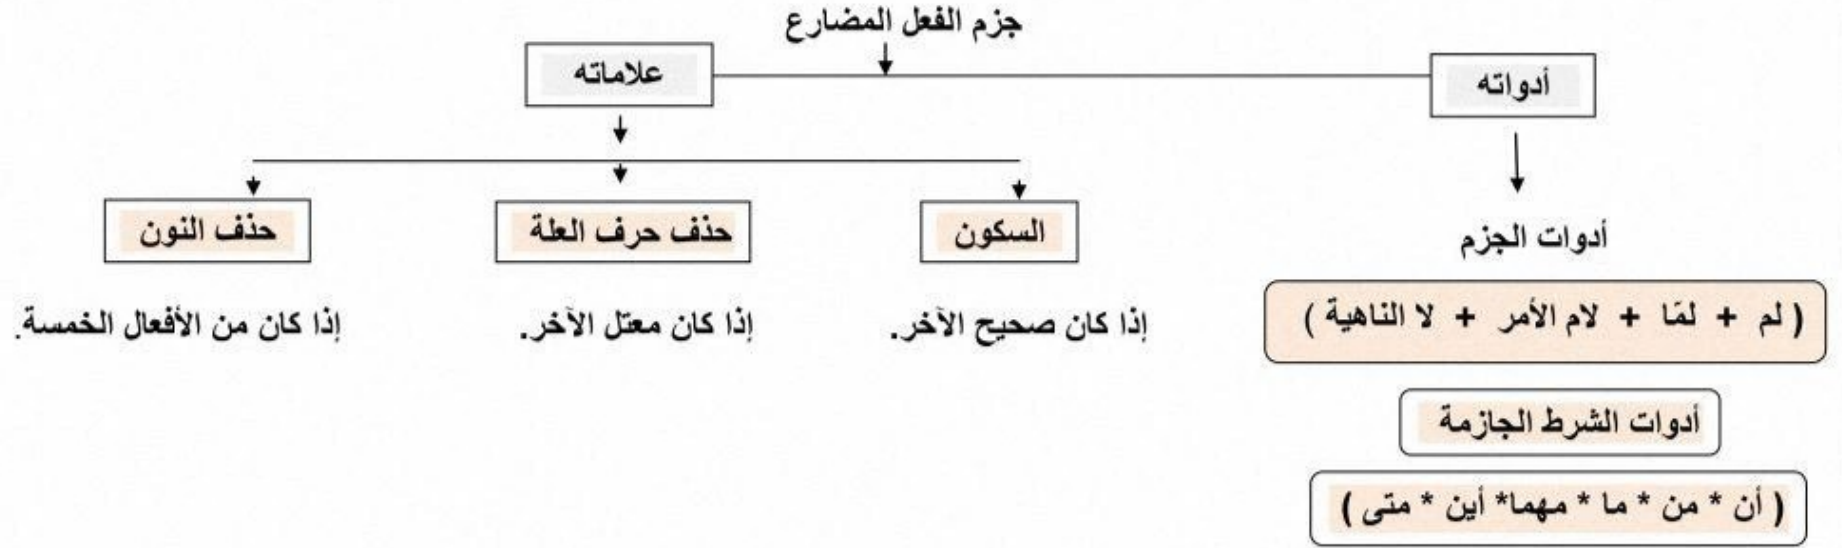 جزم الفعل المضارع
أدواته
علاماته
أدوات الجزم
( لم + لمّا + لام الأمر + لا الناهية )
أدوات الشرط الجازمة
( أن * من * ما * مهما* أين * متى )
السكون
إذا كان صحيح الآخر.
حذف حرف العلة
إذا كان معتل الآخر.
حذف النون
إذا كان من الأفعال الخمسة.